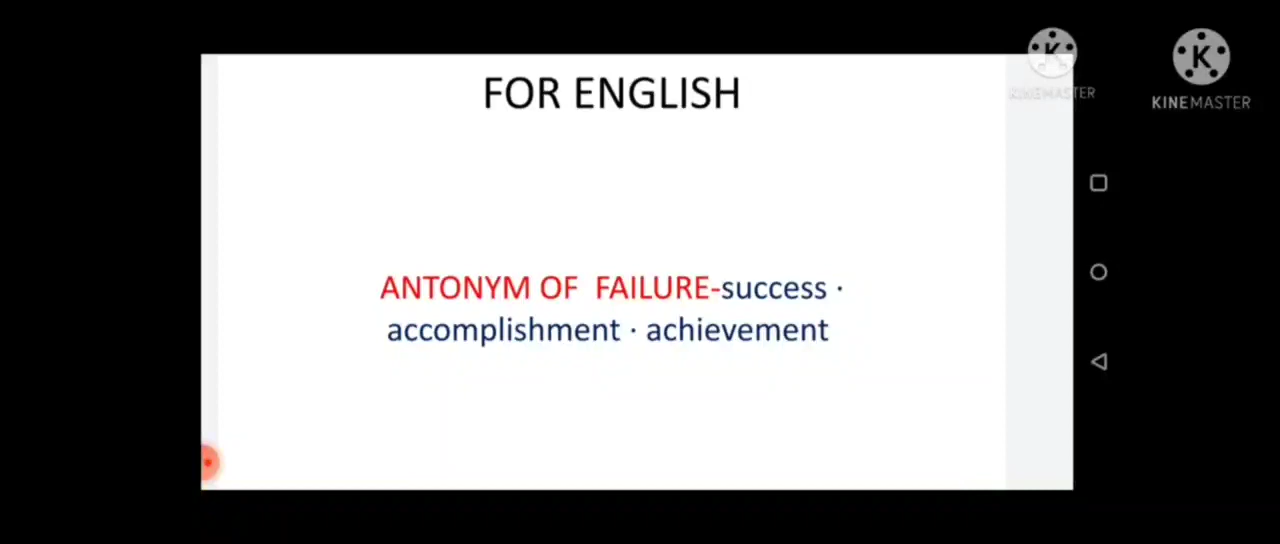 FOR ENGLISH
KINEMASTER
KINEMASTER
ANTONYM OF  FAILURE-success ·
accomplishment · achievement